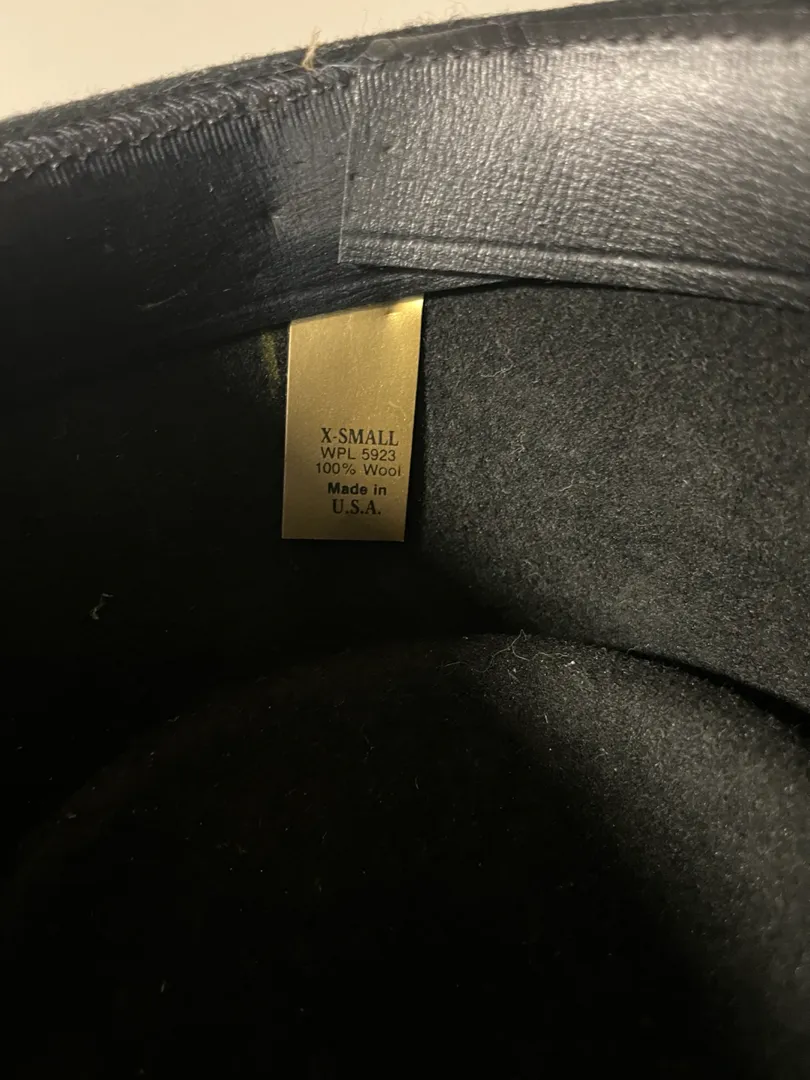 X-SMALL
WPL 5923
100% Wool
Made in
U.S.A.